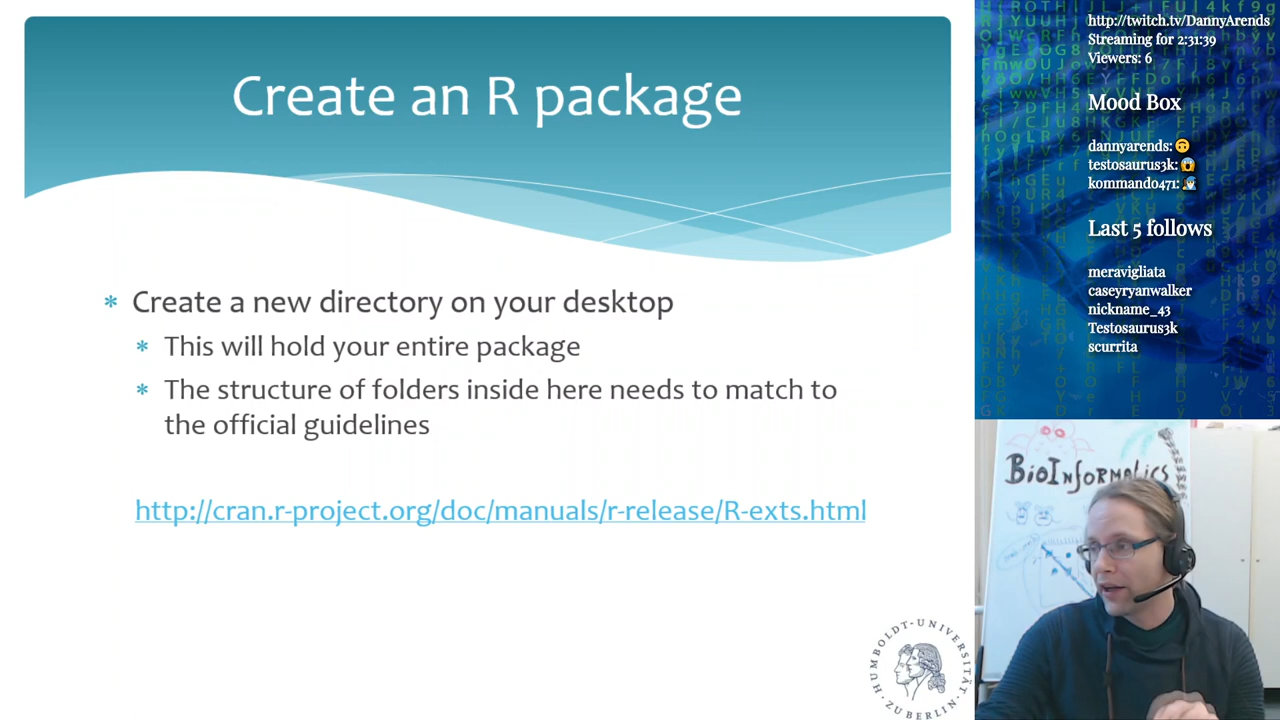 Create an R package
Create a new directory on your desktop
This will hold your entire package
The structure of folders inside here needs to match to
the official guidelines
http://cran.r-project.org/doc/manuals/r-release/R-exts.html
HUMBOLDT-UNIVERSITÄT
ZU BERLIN
http://twitch.tv/DannyArends
Streaming for 2:31:39
Viewers: 6
Mood Box
dannyarends:
testosaurus3k:
kommando471:
Last 5 follows
meravigliata
caseyryanwalker
nickname_43
Testosaurus3k
scurrita
BioInformatics